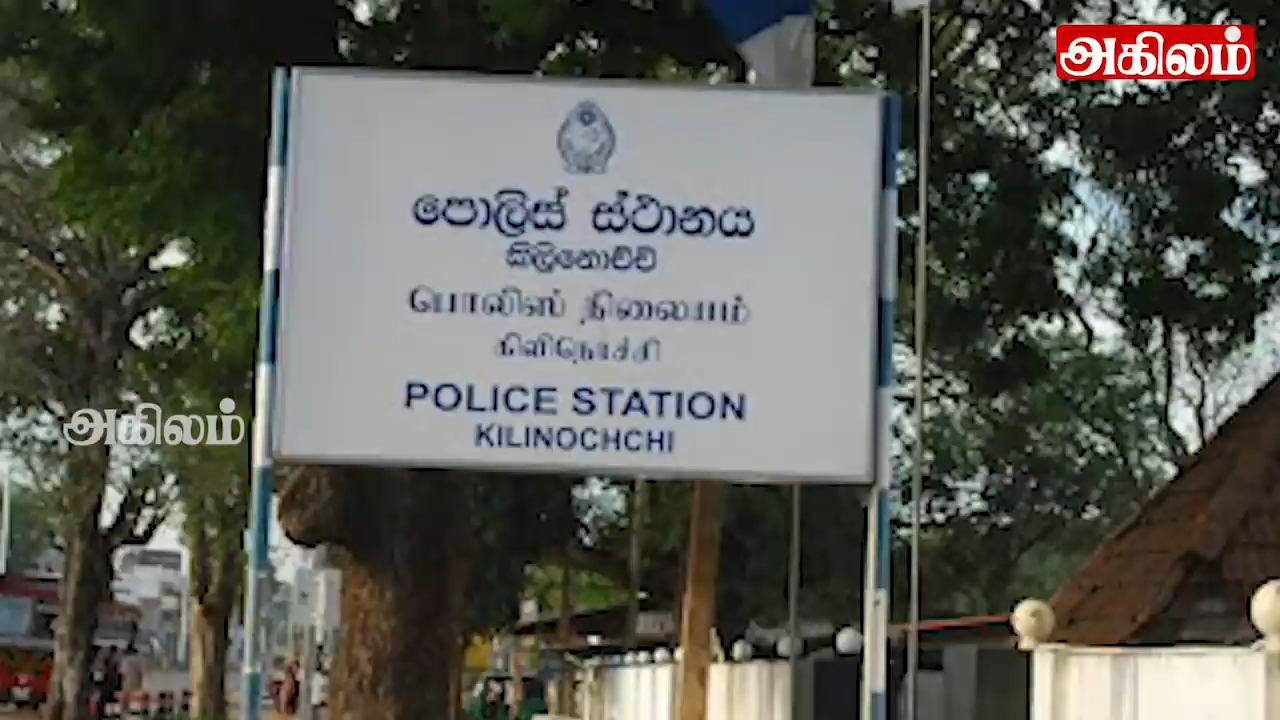 அகிலம்
පොලිස් ස්ථානය
කිලිනොච්චි
பொலிஸ் நிலையம்
கிளிநொச்சி
POLICE STATION
KILINOCHCHI
அகிலம்